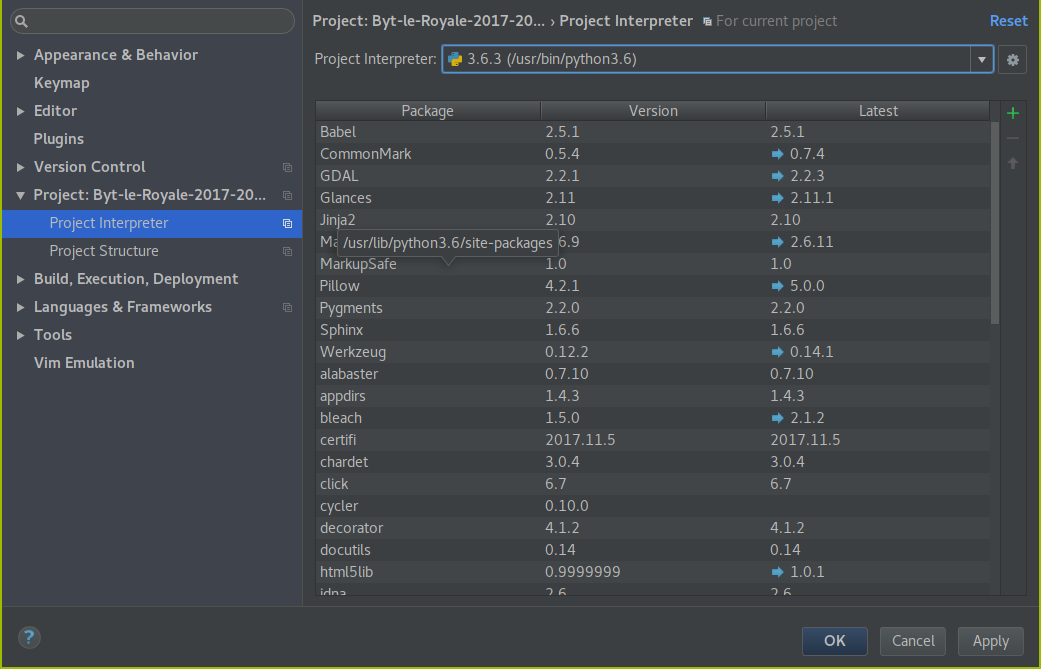 Project: Byt-le-Royale-2017-20... › Project Interpreter For current project Reset
Appearance & Behavior
Keymap
Editor
Plugins
Version Control
Project: Byt-le-Royale-2017-20...
Project Interpreter
Project Structure
Build, Execution, Deployment
Languages & Frameworks
Tools
Vim Emulation
Project Interpreter: 3.6.3 (/usr/bin/python3.6)
Package Version Latest
Babel 2.5.1 2.5.1
CommonMark 0.5.4 0.7.4
GDAL 2.2.1 2.2.3
Glances 2.11 2.11.1
Jinja2 2.10 2.10
Ma /usr/lib/python3.6/site-packages 6.9 2.6.11
MarkupSafe 1.0 1.0
Pillow 4.2.1 5.0.0
Pygments 2.2.0 2.2.0
Sphinx 1.6.6 1.6.6
Werkzeug 0.12.2 0.14.1
alabaster 0.7.10 0.7.10
appdirs 1.4.3 1.4.3
bleach 1.5.0 2.1.2
certifi 2017.11.5 2017.11.5
chardet 3.0.4 3.0.4
click 6.7 6.7
cycler 0.10.0
decorator 4.1.2 4.1.2
docutils 0.14 0.14
html5lib 0.9999999 1.0.1
idna 2.6 2.6
? OK Cancel Apply